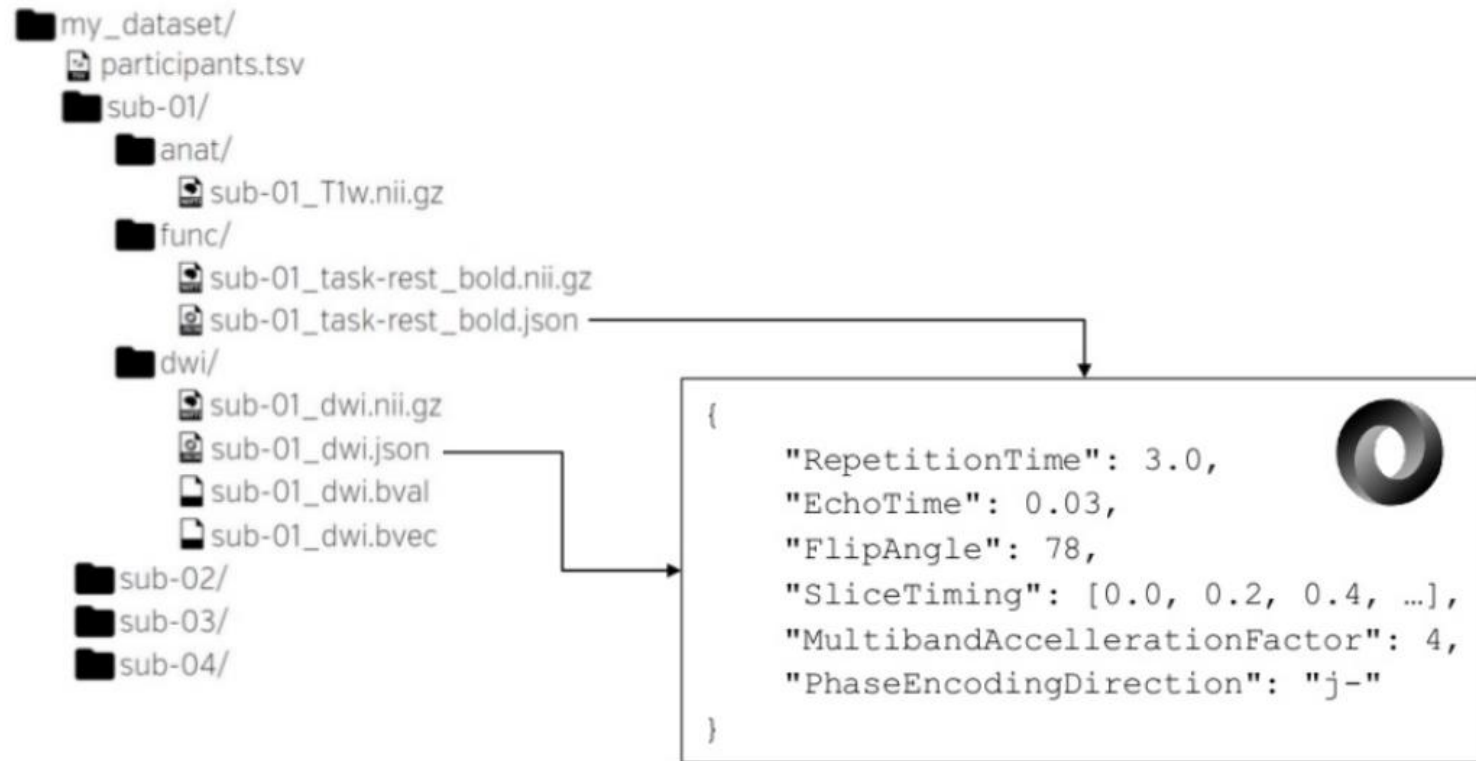 my_dataset/
participants.tsv
sub-01/
anat/
sub-01_T1w.nii.gz
func/
sub-01_task-rest_bold.nii.gz
sub-01_task-rest_bold.json
dwi/
sub-01_dwi.nii.gz
sub-01_dwi.json
sub-01_dwi.bval
sub-01_dwi.bvec
sub-02/
sub-03/
sub-04/
{
"RepetitionTime": 3.0,
"EchoTime": 0.03,
"FlipAngle": 78,
"SliceTiming": [0.0, 0.2, 0.4, …],
"MultibandAccellerationFactor": 4,
"PhaseEncodingDirection": "j-"
}